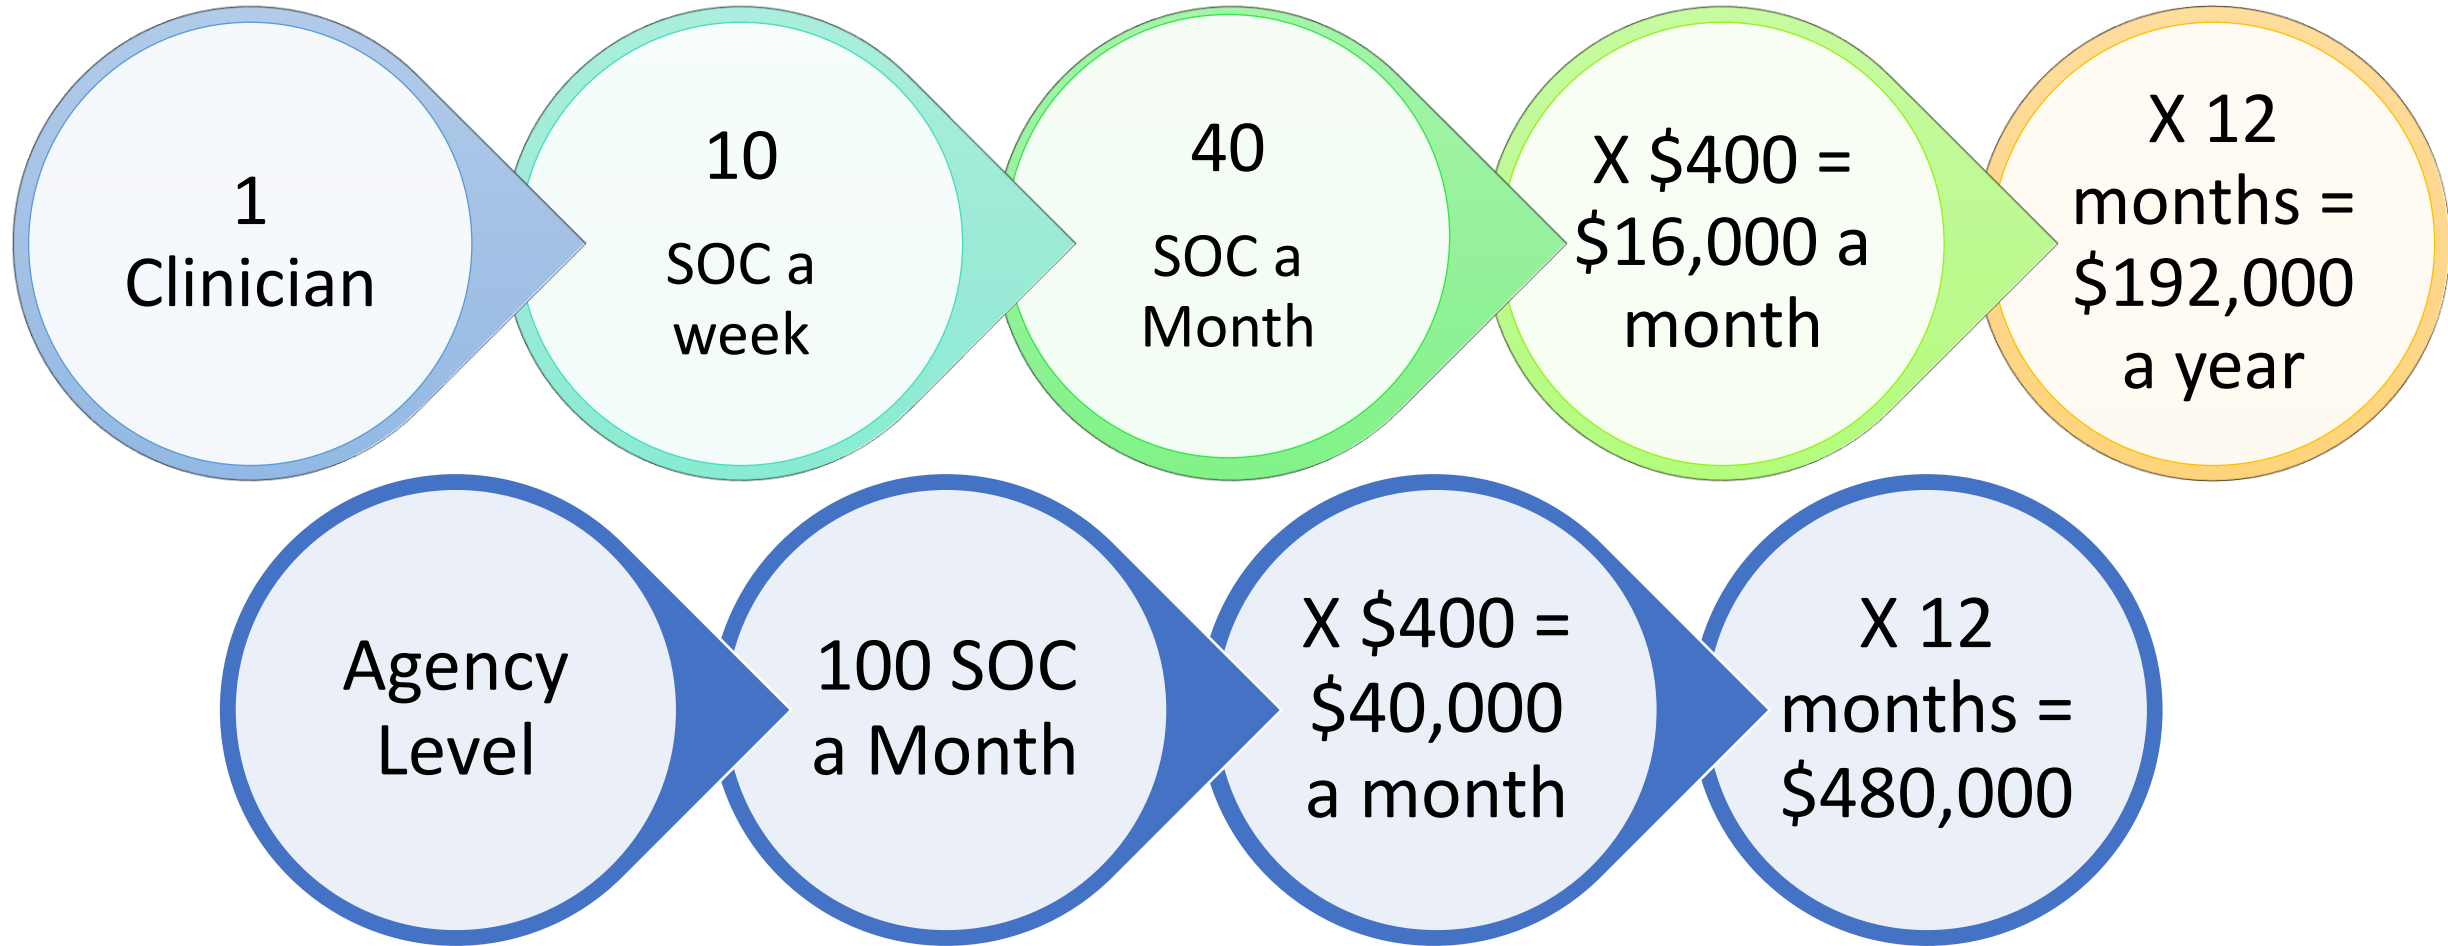 1
Clinician
10
SOC a
week
40
SOC a
Month
X $400 =
$16,000 a
month
X 12
months =
$192,000
a year
Agency
Level
100 SOC
a Month
X $400 =
$40,000
a month
X 12
months =
$480,000